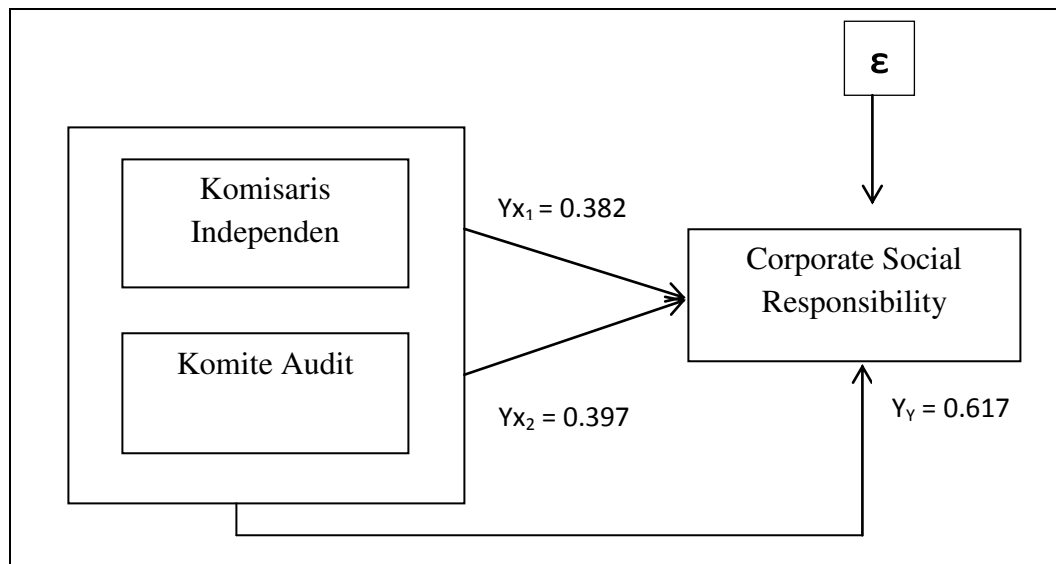 ε
Komisaris
Independen
Yx₁ = 0.382
Corporate Social
Responsibility
Komite Audit
Yx₂ = 0.397
Y_Y = 0.617